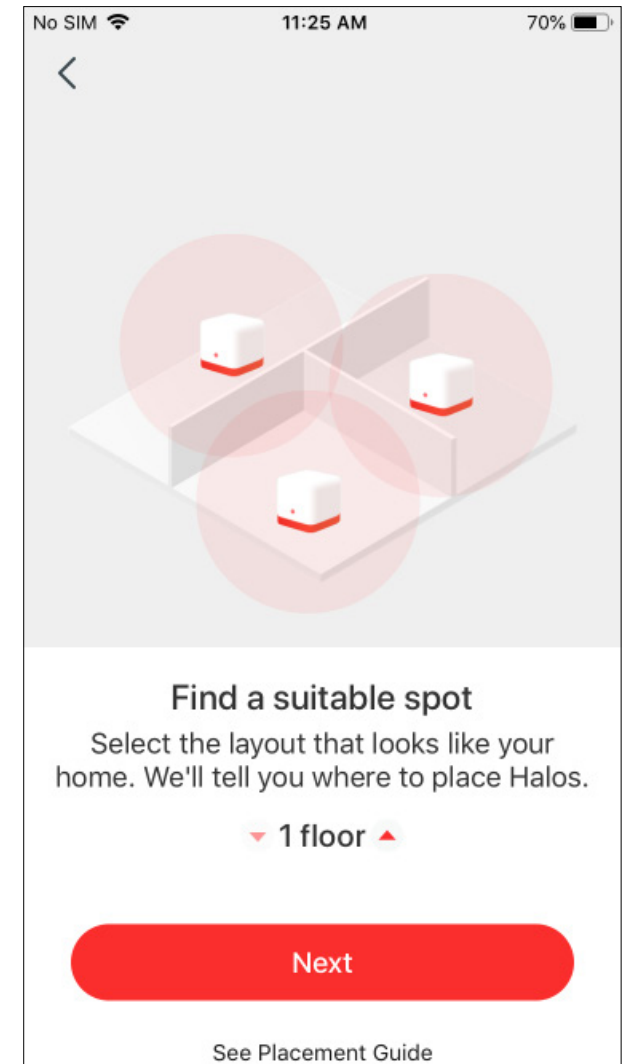 No SIM 11:25 AM 70%
Find a suitable spot
Select the layout that looks like your
home. We'll tell you where to place Halos.
1 floor
Next
See Placement Guide